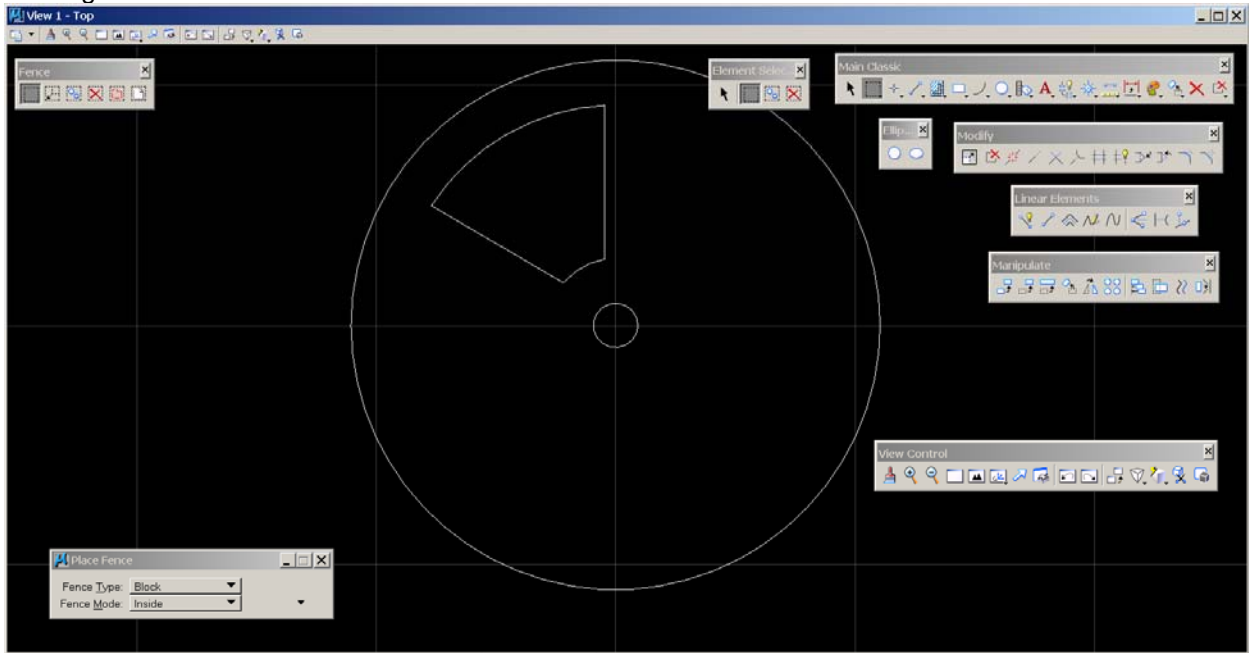 View 1 - Top
Fence
Element Selec
Main Classic
Ellip...
Modify
Linear Elements
Manipulate
View Control
Place Fence
Fence Type: Block
Fence Mode: Inside